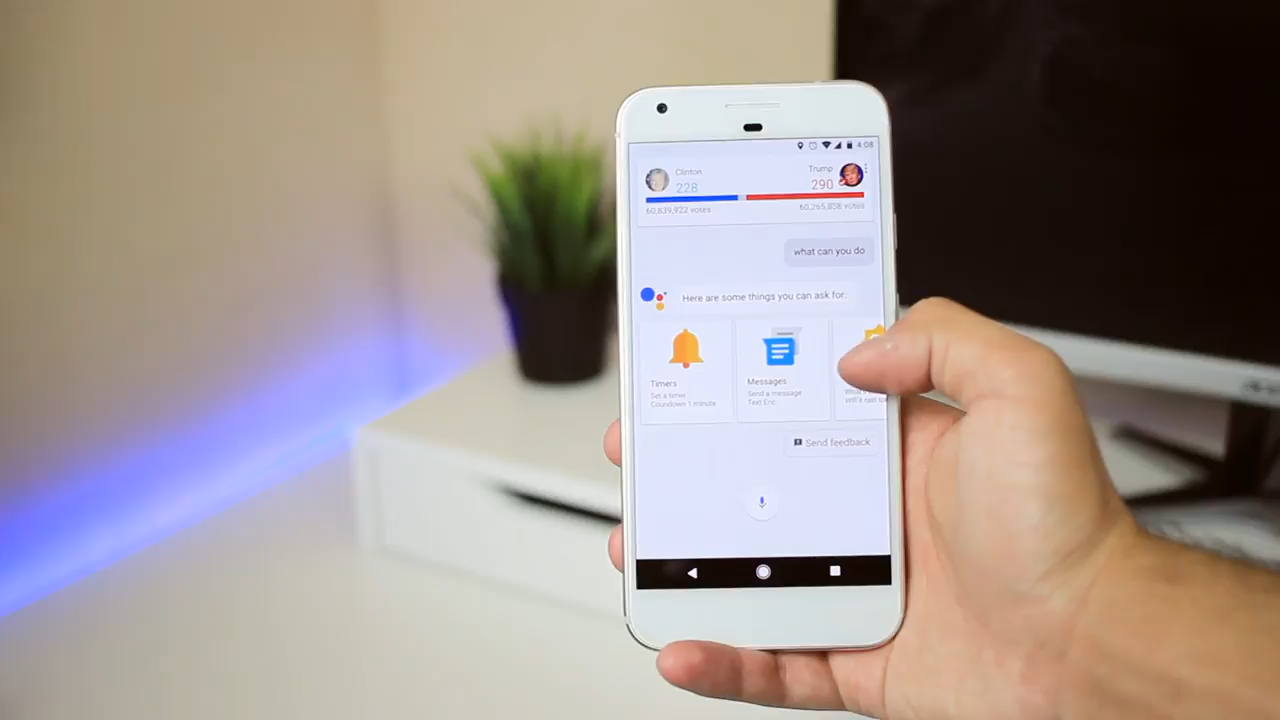 4:08
Clinton
Trump
228
290
60,839,922 votes
60,265,858 votes
what can you do
Here are some things you can ask for:
Timers
Set a timer
Coundown 1 minute
Messages
Send a message
Text Eric
Send feedback